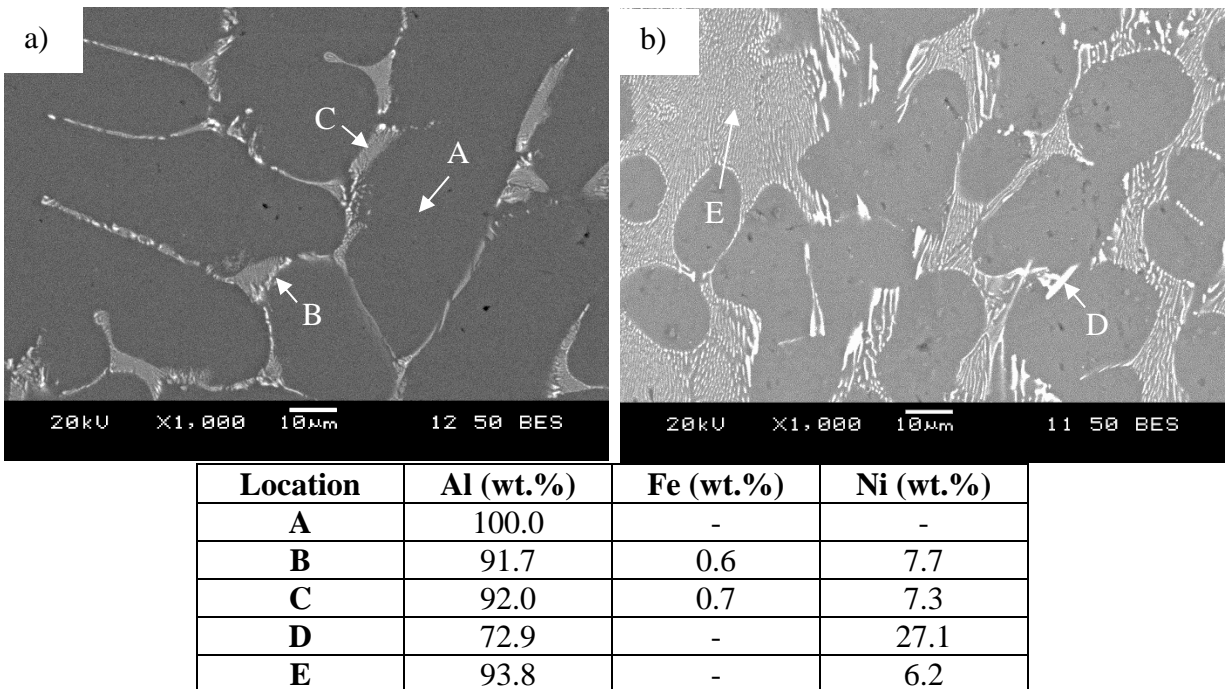 a)
C
A
B
20kV X1,000 10μm 12 50 BES
b)
E
D
20kV X1,000 10μm 11 50 BES
Location Al (wt.%) Fe (wt.%) Ni (wt.%)
A 100.0 - -
B 91.7 0.6 7.7
C 92.0 0.7 7.3
D 72.9 - 27.1
E 93.8 - 6.2